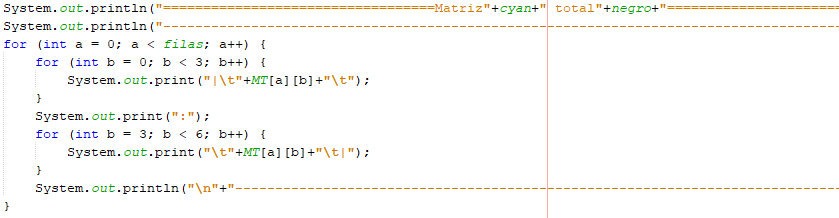 System.out.println("==================================Matriz"+cyan+" total"+negro+"======================
System.out.println("-------------------------------------------------------------------------------------
for (int a = 0; a < filas; a++) {
    for (int b = 0; b < 3; b++) {
        System.out.print("|\t"+MT[a][b]+"\t");
    }
    System.out.print(":");
    for (int b = 3; b < 6; b++) {
        System.out.print("\t"+MT[a][b]+"\t|");
    }
    System.out.println("\n"+"----------------------------------------------------------------------------
}